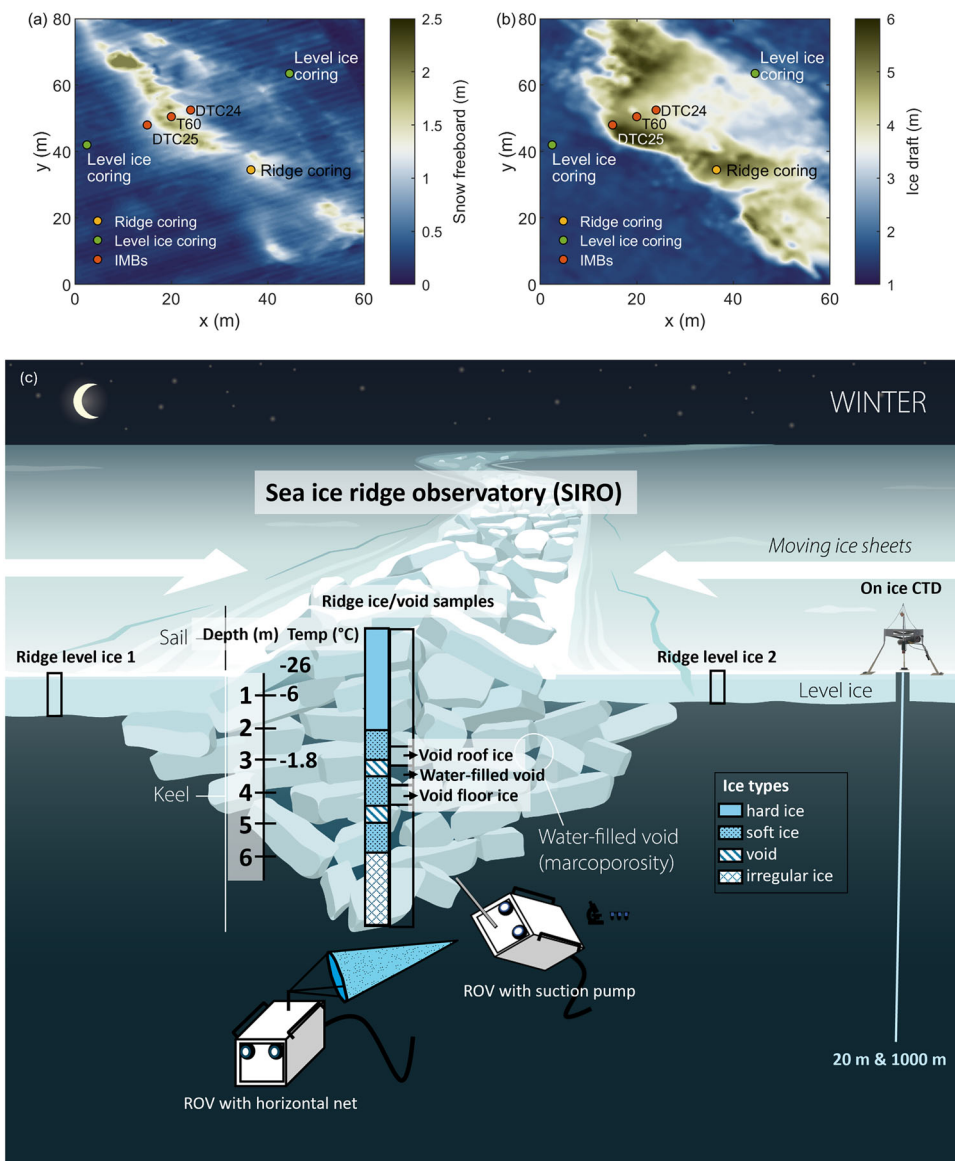 (a)
80
60
40
20
0
y (m)
0
20
40
60
x (m)
Level ice
coring
DTC24
T60
DTC25
Level ice
coring
Ridge coring
Ridge coring
Level ice coring
IMBs
2.5
2
1.5
1
0.5
0
Snow freeboard (m)
(b)
80
60
40
20
0
y (m)
0
20
40
60
x (m)
Level ice
coring
DTC24
T60
DTC25
Level ice
coring
Ridge coring
Ridge coring
Level ice coring
IMBs
6
5
4
3
2
1
Ice draft (m)
(c)
WINTER
Sea ice ridge observatory (SIRO)
Moving ice sheets
On ice CTD
Ridge ice/void samples
Sail
Depth (m)
Temp (°C)
Ridge level ice 1
Ridge level ice 2
-26
1
-6
Level ice
2
3
-1.8
Void roof ice
Water-filled void
Keel
4
Void floor ice
5
6
Water-filled void
(marcoporosity)
Ice types
hard ice
soft ice
void
irregular ice
ROV with suction pump
ROV with horizontal net
20 m & 1000 m